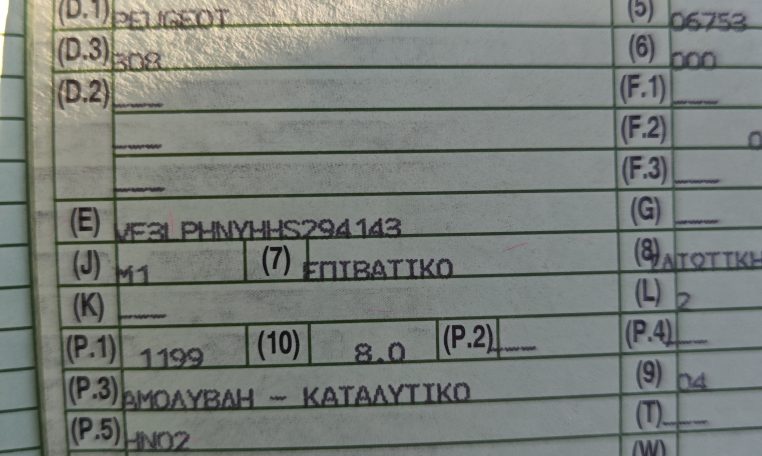 (D.1) PEUGEOT (5) 06753
(D.3) 308 (6) 000
(D.2) (F.1)
(F.2) 0
(F.3)
(E) VF3LPHNYHHS294143 (G)
(J) M1 (7) ΕΠΙΒΑΤΙΚΟ (8)
(K) (L) 2
(P.1) 1199 (10) 8.0 (P.2) (P.4)
(P.3) ΑΜΟΛΥΒΔΗ - ΚΑΤΑΛΥΤΙΚΟ (9) 04
(P.5) HN02 (T)
(W)